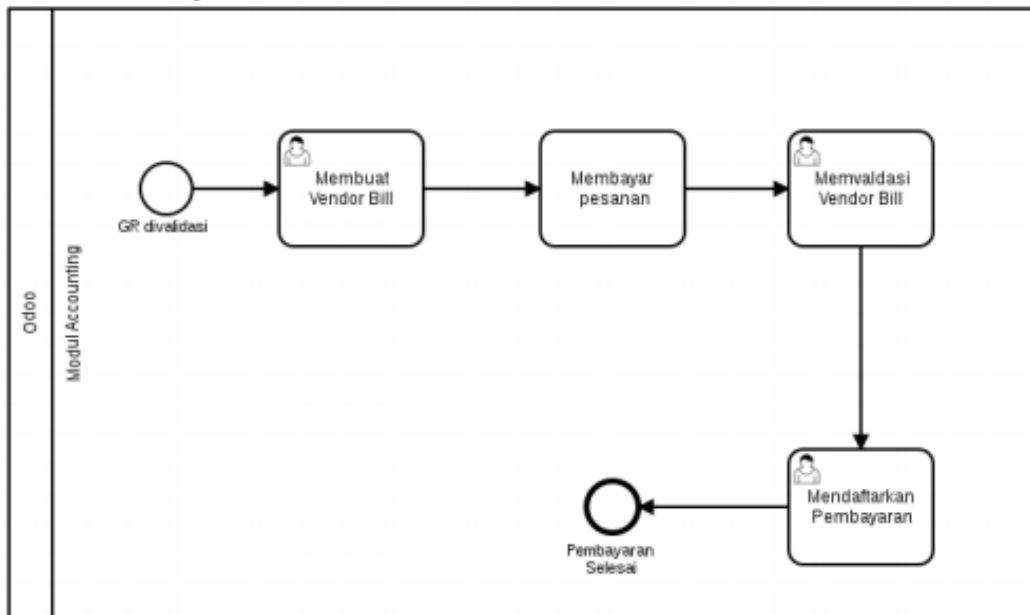 Odoo
Modul Accounting
GR divalidasi
Membuat
Vendor Bill
Membayar
pesanan
Memvaldasi
Vendor Bill
Mendaftarkan
Pembayaran
Pembayaran
Selesai